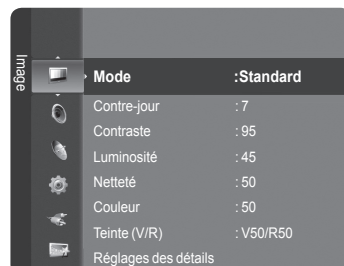 Image
Mode :Standard
Contre-jour : 7
Contraste : 95
Luminosité : 45
Netteté : 50
Couleur : 50
Teinte (V/R) : V50/R50
Réglages des détails